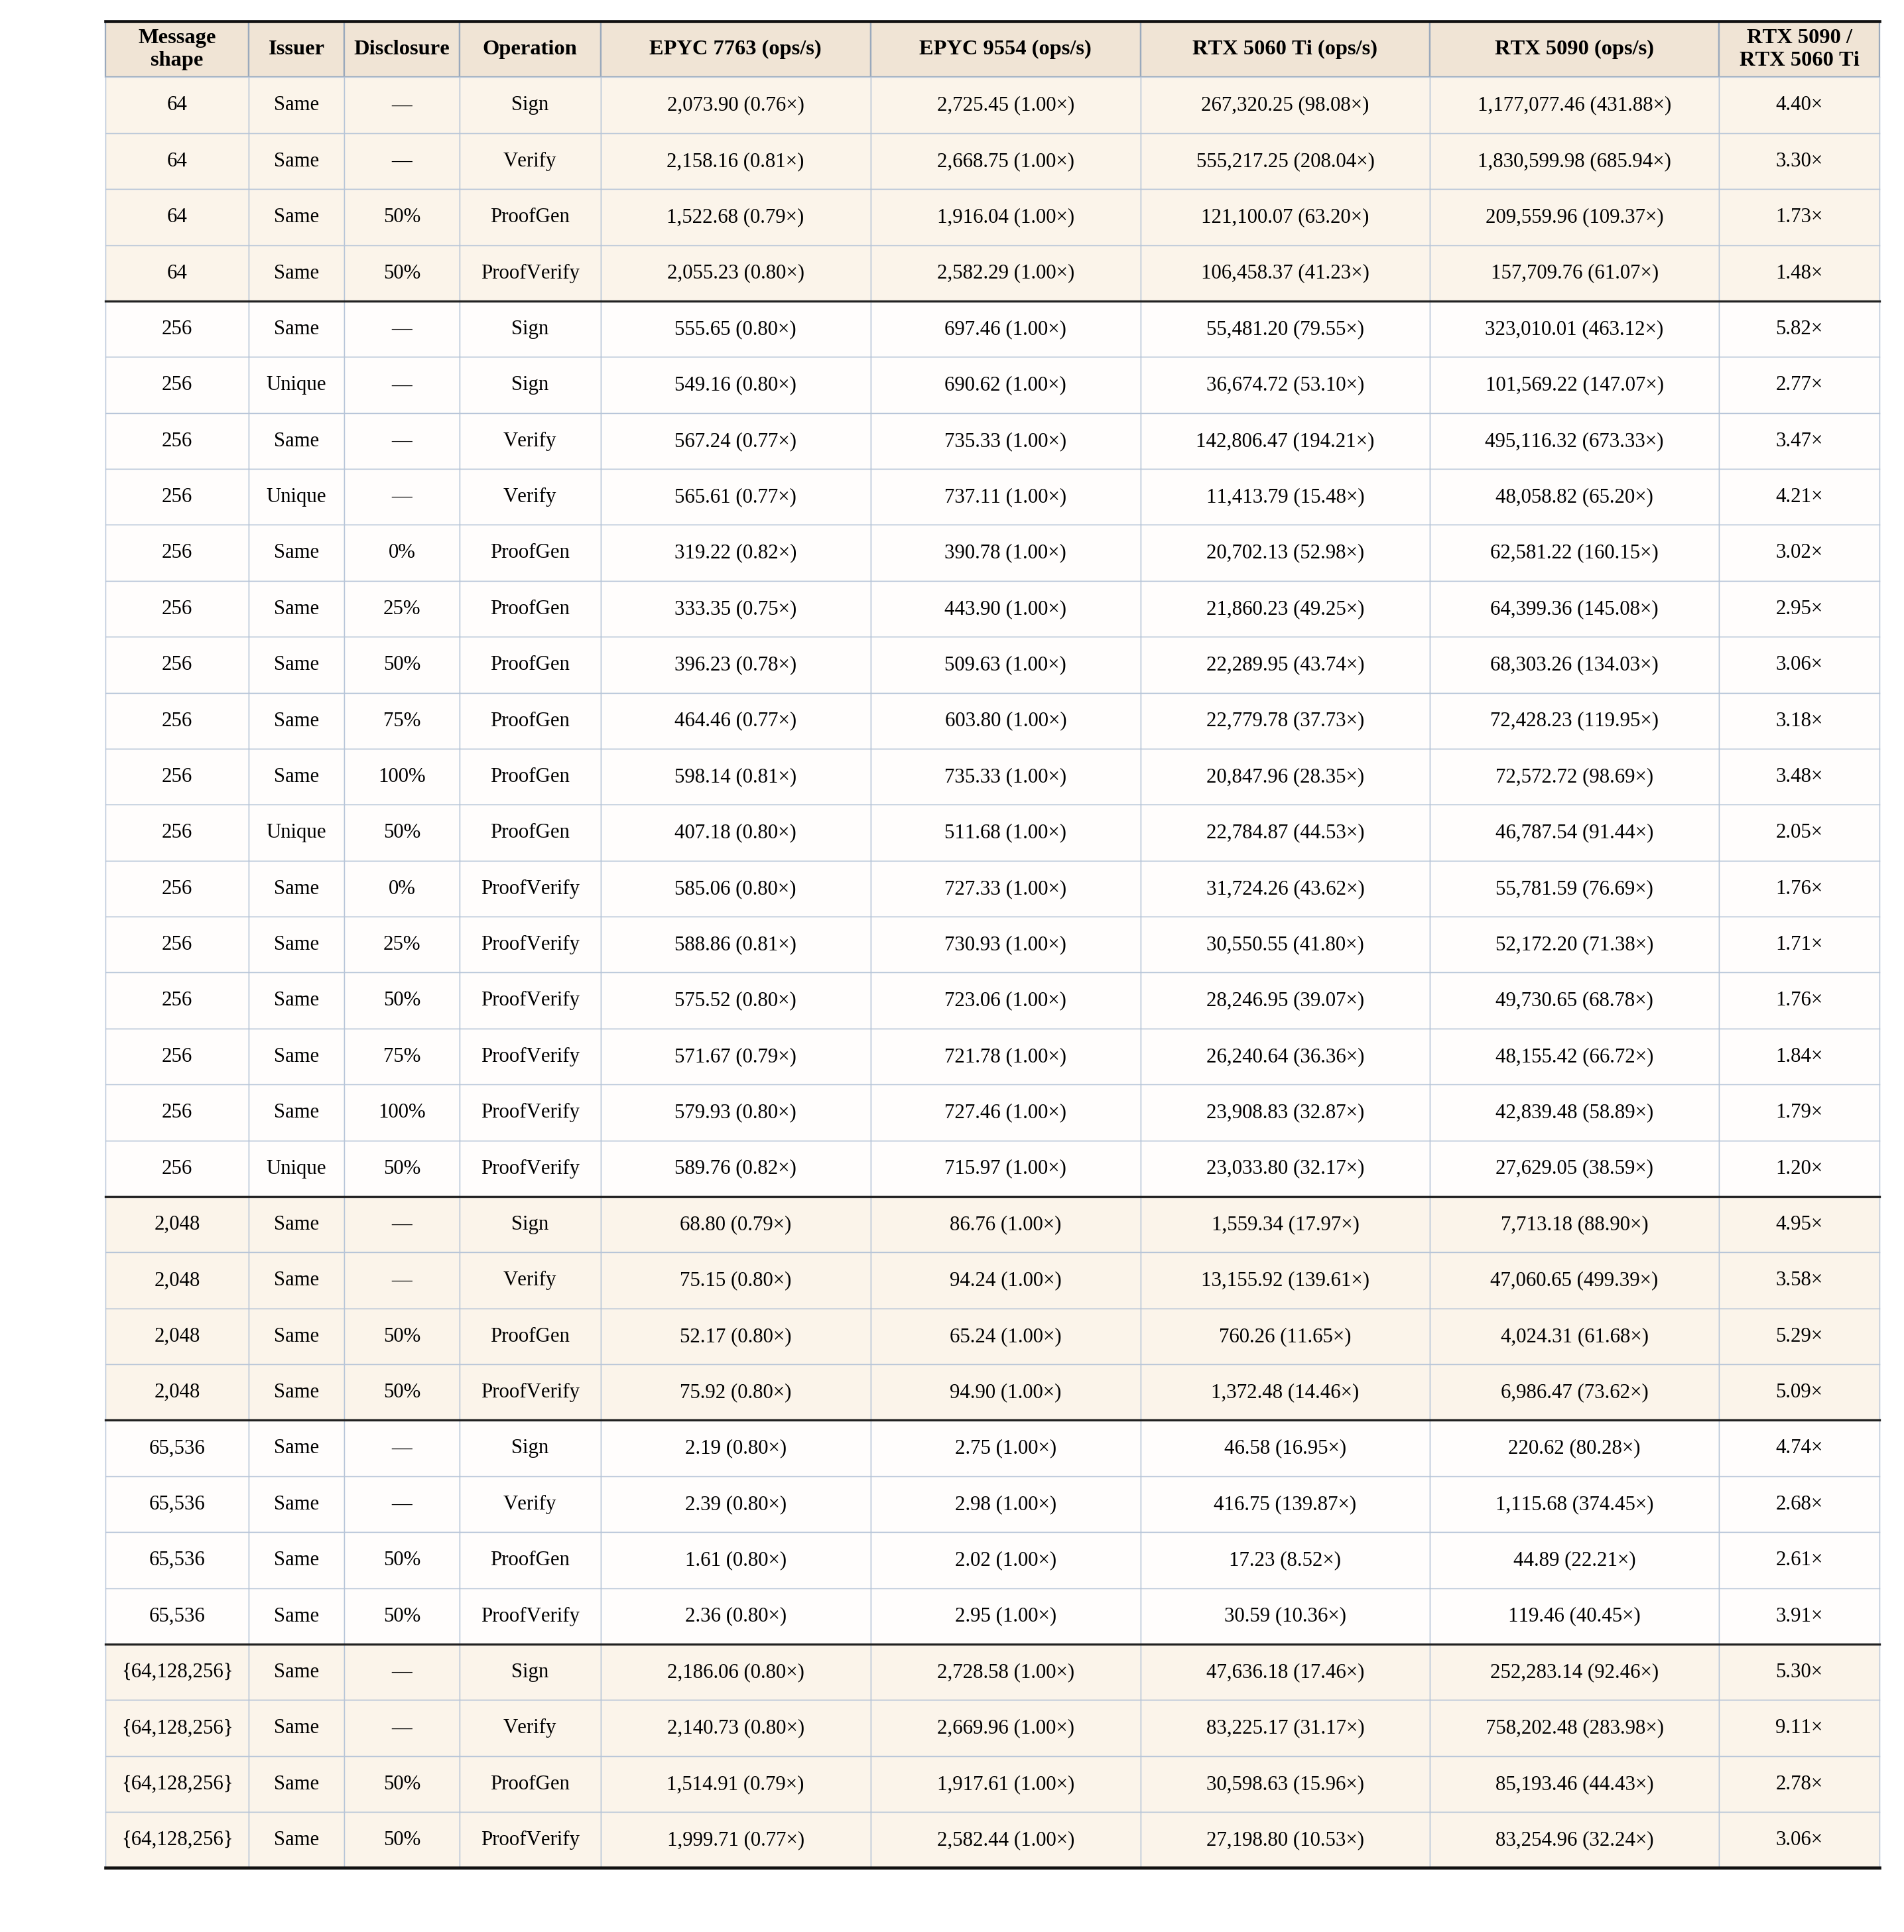 Message shape | Issuer | Disclosure | Operation | EPYC 7763 (ops/s) | EPYC 9554 (ops/s) | RTX 5060 Ti (ops/s) | RTX 5090 (ops/s) | RTX 5090 / RTX 5060 Ti
64 | Same | — | Sign | 2,073.90 (0.76×) | 2,725.45 (1.00×) | 267,320.25 (98.08×) | 1,177,077.46 (431.88×) | 4.40×
64 | Same | — | Verify | 2,158.16 (0.81×) | 2,668.75 (1.00×) | 555,217.25 (208.04×) | 1,830,599.98 (685.94×) | 3.30×
64 | Same | 50% | ProofGen | 1,522.68 (0.79×) | 1,916.04 (1.00×) | 121,100.07 (63.20×) | 209,559.96 (109.37×) | 1.73×
64 | Same | 50% | ProofVerify | 2,055.23 (0.80×) | 2,582.29 (1.00×) | 106,458.37 (41.23×) | 157,709.76 (61.07×) | 1.48×
256 | Same | — | Sign | 555.65 (0.80×) | 697.46 (1.00×) | 55,481.20 (79.55×) | 323,010.01 (463.12×) | 5.82×
256 | Unique | — | Sign | 549.16 (0.80×) | 690.62 (1.00×) | 36,674.72 (53.10×) | 101,569.22 (147.07×) | 2.77×
256 | Same | — | Verify | 567.24 (0.77×) | 735.33 (1.00×) | 142,806.47 (194.21×) | 495,116.32 (673.33×) | 3.47×
256 | Unique | — | Verify | 565.61 (0.77×) | 737.11 (1.00×) | 11,413.79 (15.48×) | 48,058.82 (65.20×) | 4.21×
256 | Same | 0% | ProofGen | 319.22 (0.82×) | 390.78 (1.00×) | 20,702.13 (52.98×) | 62,581.22 (160.15×) | 3.02×
256 | Same | 25% | ProofGen | 333.35 (0.75×) | 443.90 (1.00×) | 21,860.23 (49.25×) | 64,399.36 (145.08×) | 2.95×
256 | Same | 50% | ProofGen | 396.23 (0.78×) | 509.63 (1.00×) | 22,289.95 (43.74×) | 68,303.26 (134.03×) | 3.06×
256 | Same | 75% | ProofGen | 464.46 (0.77×) | 603.80 (1.00×) | 22,779.78 (37.73×) | 72,428.23 (119.95×) | 3.18×
256 | Same | 100% | ProofGen | 598.14 (0.81×) | 735.33 (1.00×) | 20,847.96 (28.35×) | 72,572.72 (98.69×) | 3.48×
256 | Unique | 50% | ProofGen | 407.18 (0.80×) | 511.68 (1.00×) | 22,784.87 (44.53×) | 46,787.54 (91.44×) | 2.05×
256 | Same | 0% | ProofVerify | 585.06 (0.80×) | 727.33 (1.00×) | 31,724.26 (43.62×) | 55,781.59 (76.69×) | 1.76×
256 | Same | 25% | ProofVerify | 588.86 (0.81×) | 730.93 (1.00×) | 30,550.55 (41.80×) | 52,172.20 (71.38×) | 1.71×
256 | Same | 50% | ProofVerify | 575.52 (0.80×) | 723.06 (1.00×) | 28,246.95 (39.07×) | 49,730.65 (68.78×) | 1.76×
256 | Same | 75% | ProofVerify | 571.67 (0.79×) | 721.78 (1.00×) | 26,240.64 (36.36×) | 48,155.42 (66.72×) | 1.84×
256 | Same | 100% | ProofVerify | 579.93 (0.80×) | 727.46 (1.00×) | 23,908.83 (32.87×) | 42,839.48 (58.89×) | 1.79×
256 | Unique | 50% | ProofVerify | 589.76 (0.82×) | 715.97 (1.00×) | 23,033.80 (32.17×) | 27,629.05 (38.59×) | 1.20×
2,048 | Same | — | Sign | 68.80 (0.79×) | 86.76 (1.00×) | 1,559.34 (17.97×) | 7,713.18 (88.90×) | 4.95×
2,048 | Same | — | Verify | 75.15 (0.80×) | 94.24 (1.00×) | 13,155.92 (139.61×) | 47,060.65 (499.39×) | 3.58×
2,048 | Same | 50% | ProofGen | 52.17 (0.80×) | 65.24 (1.00×) | 760.26 (11.65×) | 4,024.31 (61.68×) | 5.29×
2,048 | Same | 50% | ProofVerify | 75.92 (0.80×) | 94.90 (1.00×) | 1,372.48 (14.46×) | 6,986.47 (73.62×) | 5.09×
65,536 | Same | — | Sign | 2.19 (0.80×) | 2.75 (1.00×) | 46.58 (16.95×) | 220.62 (80.28×) | 4.74×
65,536 | Same | — | Verify | 2.39 (0.80×) | 2.98 (1.00×) | 416.75 (139.87×) | 1,115.68 (374.45×) | 2.68×
65,536 | Same | 50% | ProofGen | 1.61 (0.80×) | 2.02 (1.00×) | 17.23 (8.52×) | 44.89 (22.21×) | 2.61×
65,536 | Same | 50% | ProofVerify | 2.36 (0.80×) | 2.95 (1.00×) | 30.59 (10.36×) | 119.46 (40.45×) | 3.91×
{64,128,256} | Same | — | Sign | 2,186.06 (0.80×) | 2,728.58 (1.00×) | 47,636.18 (17.46×) | 252,283.14 (92.46×) | 5.30×
{64,128,256} | Same | — | Verify | 2,140.73 (0.80×) | 2,669.96 (1.00×) | 83,225.17 (31.17×) | 758,202.48 (283.98×) | 9.11×
{64,128,256} | Same | 50% | ProofGen | 1,514.91 (0.79×) | 1,917.61 (1.00×) | 30,598.63 (15.96×) | 85,193.46 (44.43×) | 2.78×
{64,128,256} | Same | 50% | ProofVerify | 1,999.71 (0.77×) | 2,582.44 (1.00×) | 27,198.80 (10.53×) | 83,254.96 (32.24×) | 3.06×